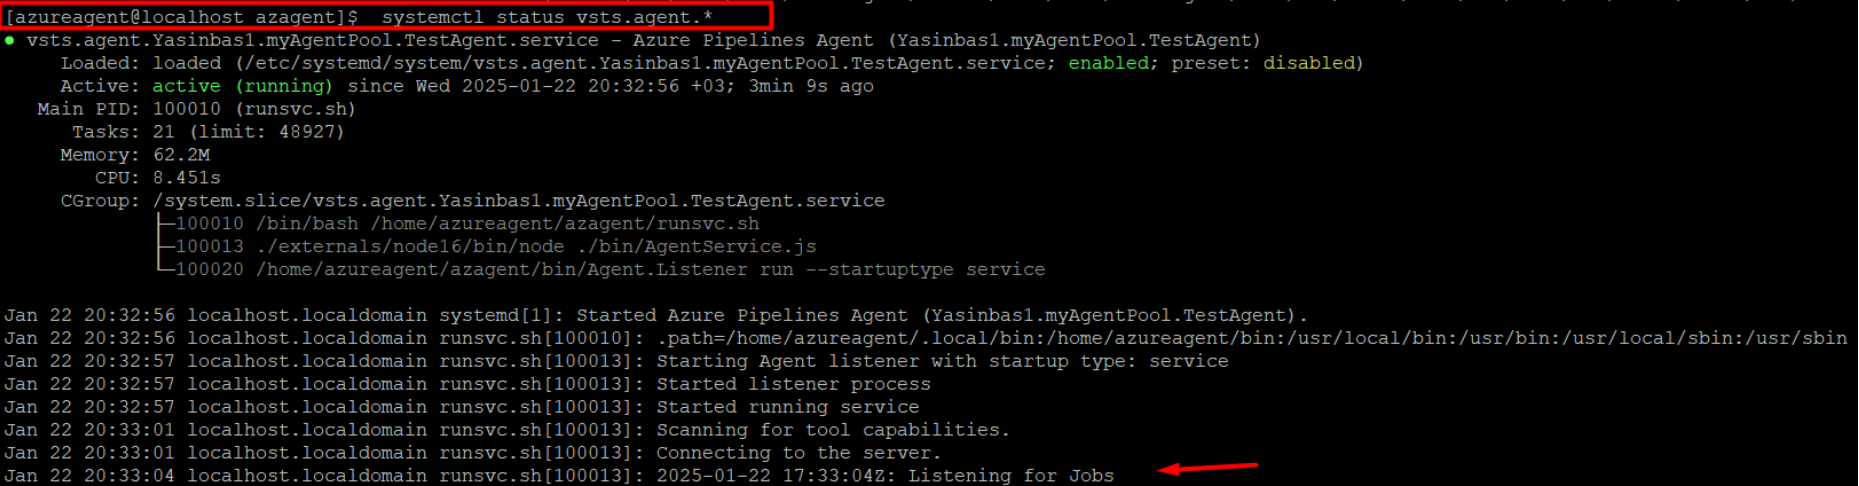 [azureagent@localhost azagent]$  systemctl status vsts.agent.*
● vsts.agent.Yasinbas1.myAgentPool.TestAgent.service - Azure Pipelines Agent (Yasinbas1.myAgentPool.TestAgent)
     Loaded: loaded (/etc/systemd/system/vsts.agent.Yasinbas1.myAgentPool.TestAgent.service; enabled; preset: disabled)
     Active: active (running) since Wed 2025-01-22 20:32:56 +03; 3min 9s ago
   Main PID: 100010 (runsvc.sh)
      Tasks: 21 (limit: 48927)
     Memory: 62.2M
        CPU: 8.451s
     CGroup: /system.slice/vsts.agent.Yasinbas1.myAgentPool.TestAgent.service
             ├─100010 /bin/bash /home/azureagent/azagent/runsvc.sh
             ├─100013 ./externals/node16/bin/node ./bin/AgentService.js
             └─100020 /home/azureagent/azagent/bin/Agent.Listener run --startuptype service
Jan 22 20:32:56 localhost.localdomain systemd[1]: Started Azure Pipelines Agent (Yasinbas1.myAgentPool.TestAgent).
Jan 22 20:32:56 localhost.localdomain runsvc.sh[100010]: .path=/home/azureagent/.local/bin:/home/azureagent/bin:/usr/local/bin:/usr/bin:/usr/local/sbin:/usr/sbin
Jan 22 20:32:57 localhost.localdomain runsvc.sh[100013]: Starting Agent listener with startup type: service
Jan 22 20:32:57 localhost.localdomain runsvc.sh[100013]: Started listener process
Jan 22 20:32:57 localhost.localdomain runsvc.sh[100013]: Started running service
Jan 22 20:33:01 localhost.localdomain runsvc.sh[100013]: Scanning for tool capabilities.
Jan 22 20:33:01 localhost.localdomain runsvc.sh[100013]: Connecting to the server.
Jan 22 20:33:04 localhost.localdomain runsvc.sh[100013]: 2025-01-22 17:33:04Z: Listening for Jobs